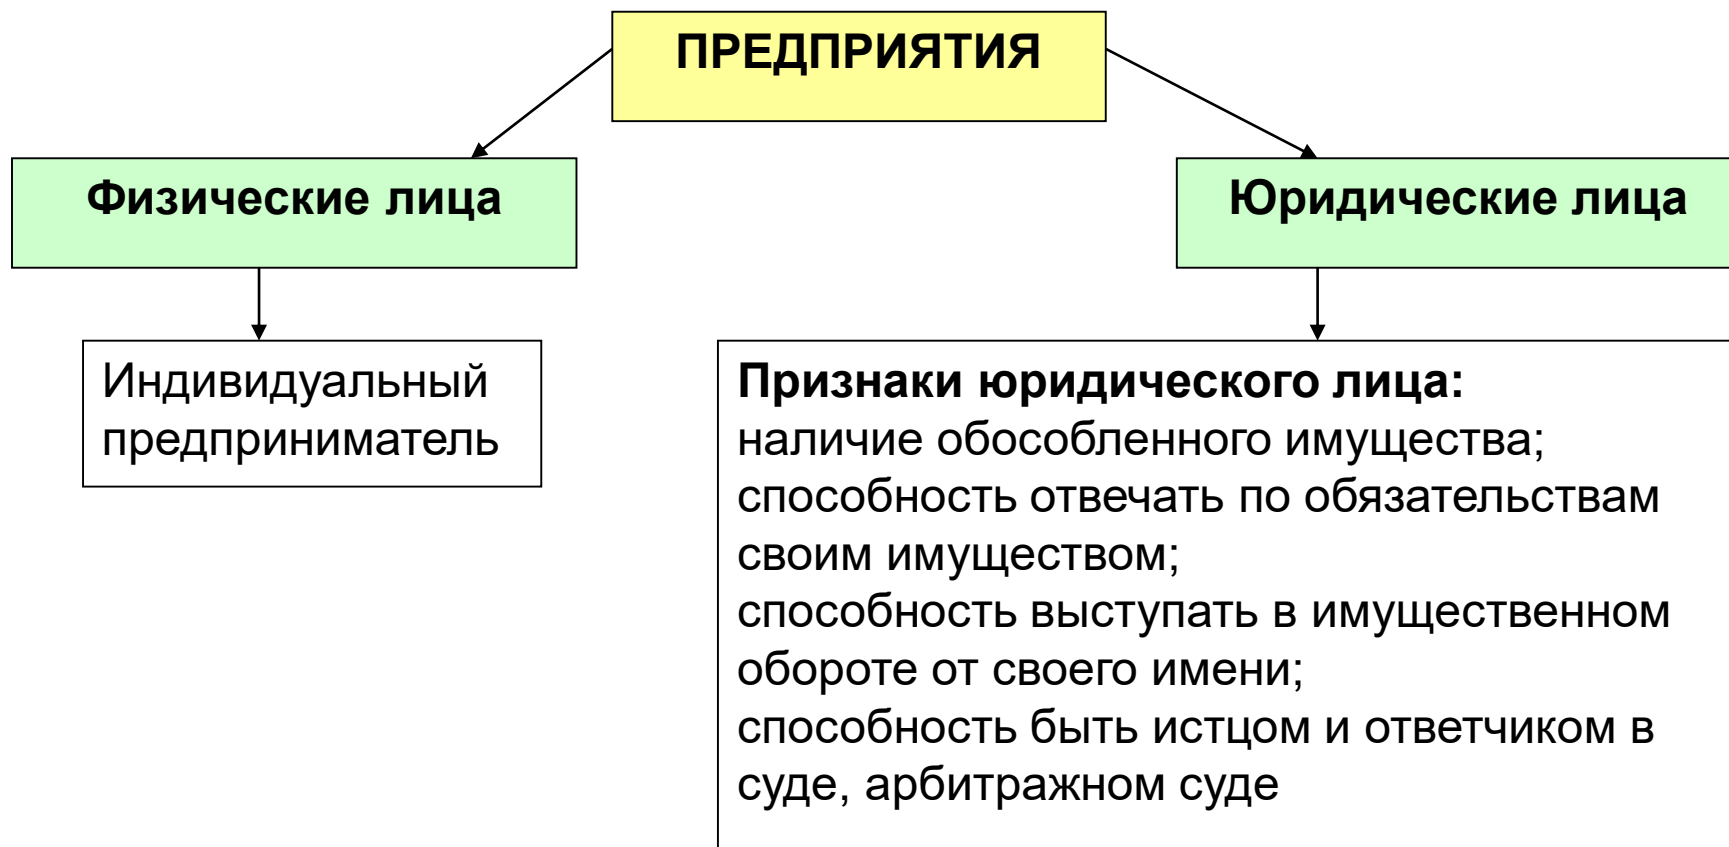 ПРЕДПРИЯТИЯ
Физические лица
Юридические лица
Индивидуальный
предприниматель
Признаки юридического лица:
наличие обособленного имущества;
способность отвечать по обязательствам
своим имуществом;
способность выступать в имущественном
обороте от своего имени;
способность быть истцом и ответчиком в
суде, арбитражном суде